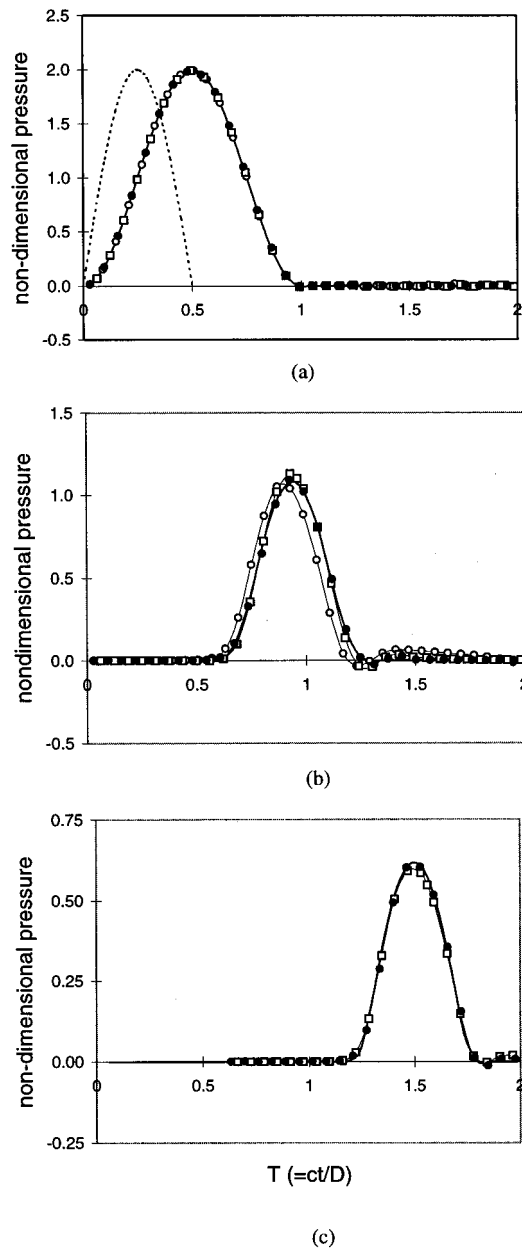 2.5
2.0
1.5
1.0
0.5
0.0
-0.5
0 0.5 1 1.5 2
non-dimensional pressure
(a)
1.5
1.0
0.5
0.0
-0.5
0 0.5 1 1.5 2
nondimensional pressure
(b)
0.75
0.50
0.25
0.00
-0.25
0 0.5 1 1.5 2
non-dimensional pressure
T (=ct/D)
(c)